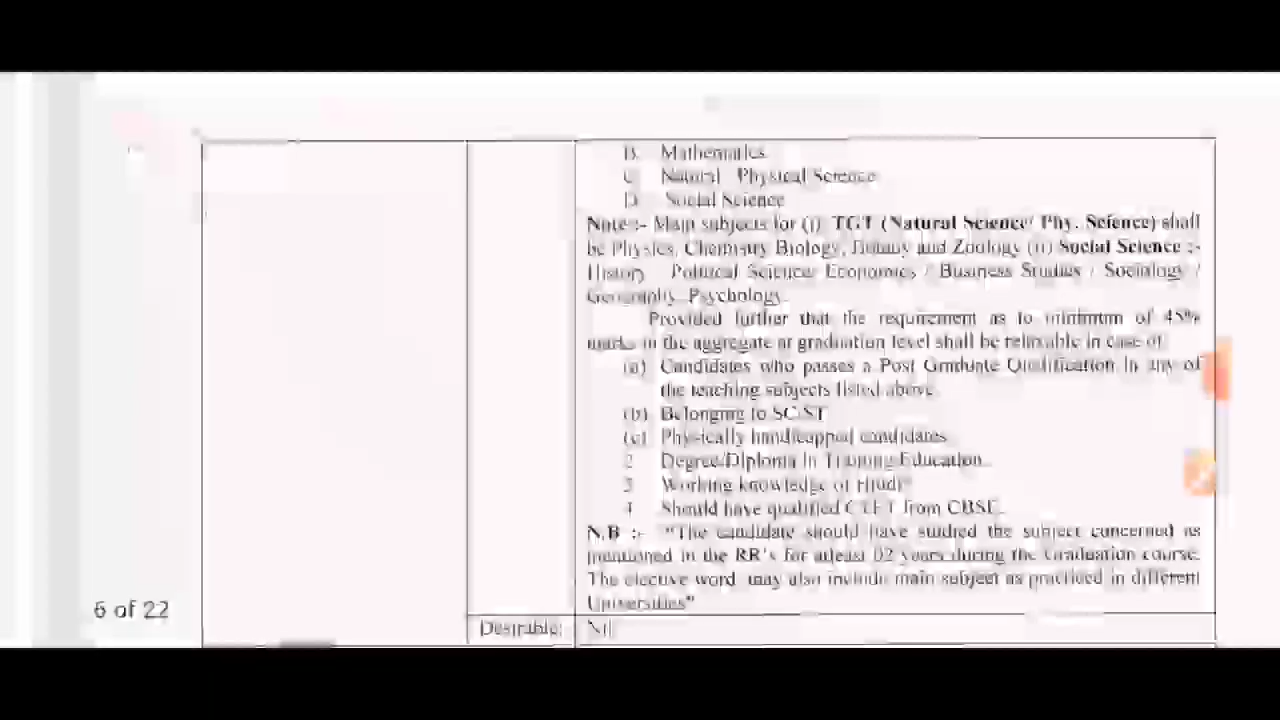 B. Mathematics
C. Natural / Physical Science
D. Social Science
Note :- Main subjects for (i) TGT (Natural Science/ Phy. Science) shall
be Physics, Chemistry Biology, Botany and Zoology (ii) Social Science :-
History / Political Science/ Economics / Business Studies / Sociology /
Geography/ Psychology.
Provided further that the requirement as to minimum of 45%
marks in the aggregate at graduation level shall be relaxable in case of
(a) Candidates who passes a Post Graduate Qualification in any of
the teaching subjects listed above.
(b) Belonging to SC/ST
(c) Physically handicapped candidates.
2. Degree/Diploma in Training/Education.
3. Working knowledge of Hindi"
4. Should have qualified CTET from CBSE.
N.B :- "The candidate should have studied the subject concerned as
mentioned in the RR's for atleast 02 years during the Graduation course.
The elective word may also include main subject as practiced in different
Universities"
6 of 22
Desirable: Nil